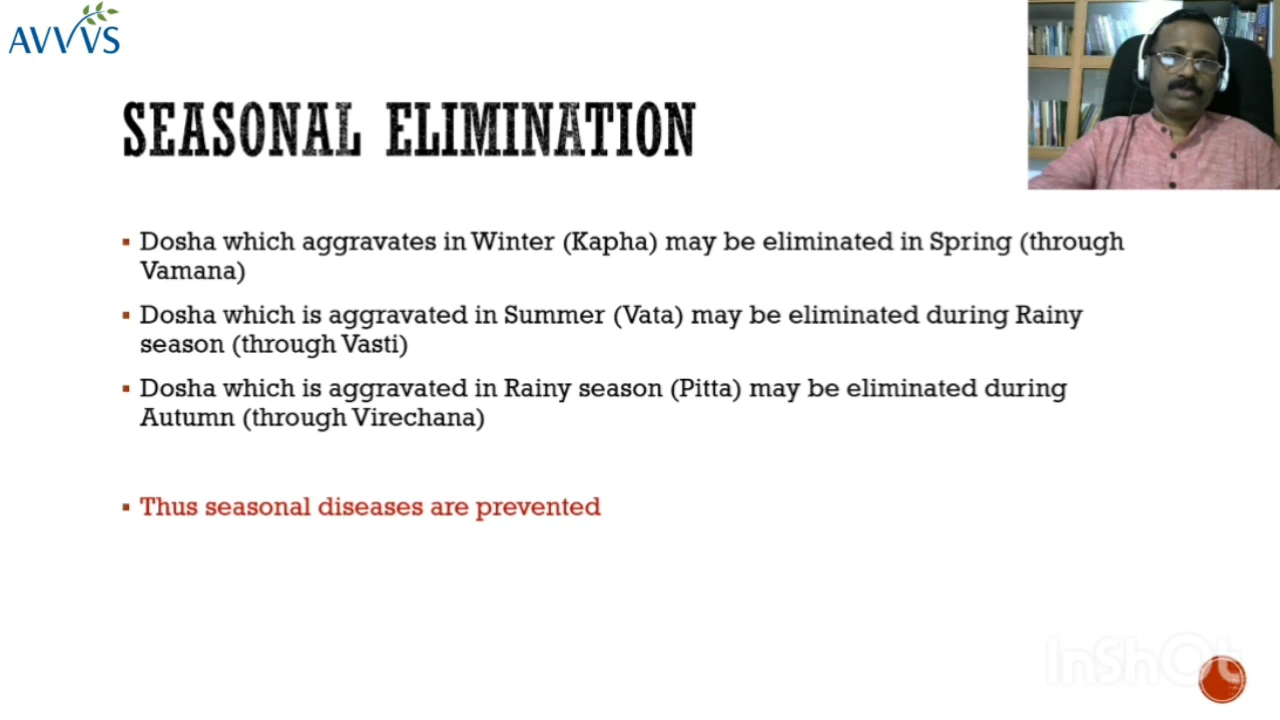 AVVVS
SEASONAL ELIMINATION
▪ Dosha which aggravates in Winter (Kapha) may be eliminated in Spring (through
Vamana)
▪ Dosha which is aggravated in Summer (Vata) may be eliminated during Rainy
season (through Vasti)
▪ Dosha which is aggravated in Rainy season (Pitta) may be eliminated during
Autumn (through Virechana)
▪ Thus seasonal diseases are prevented
InShOt